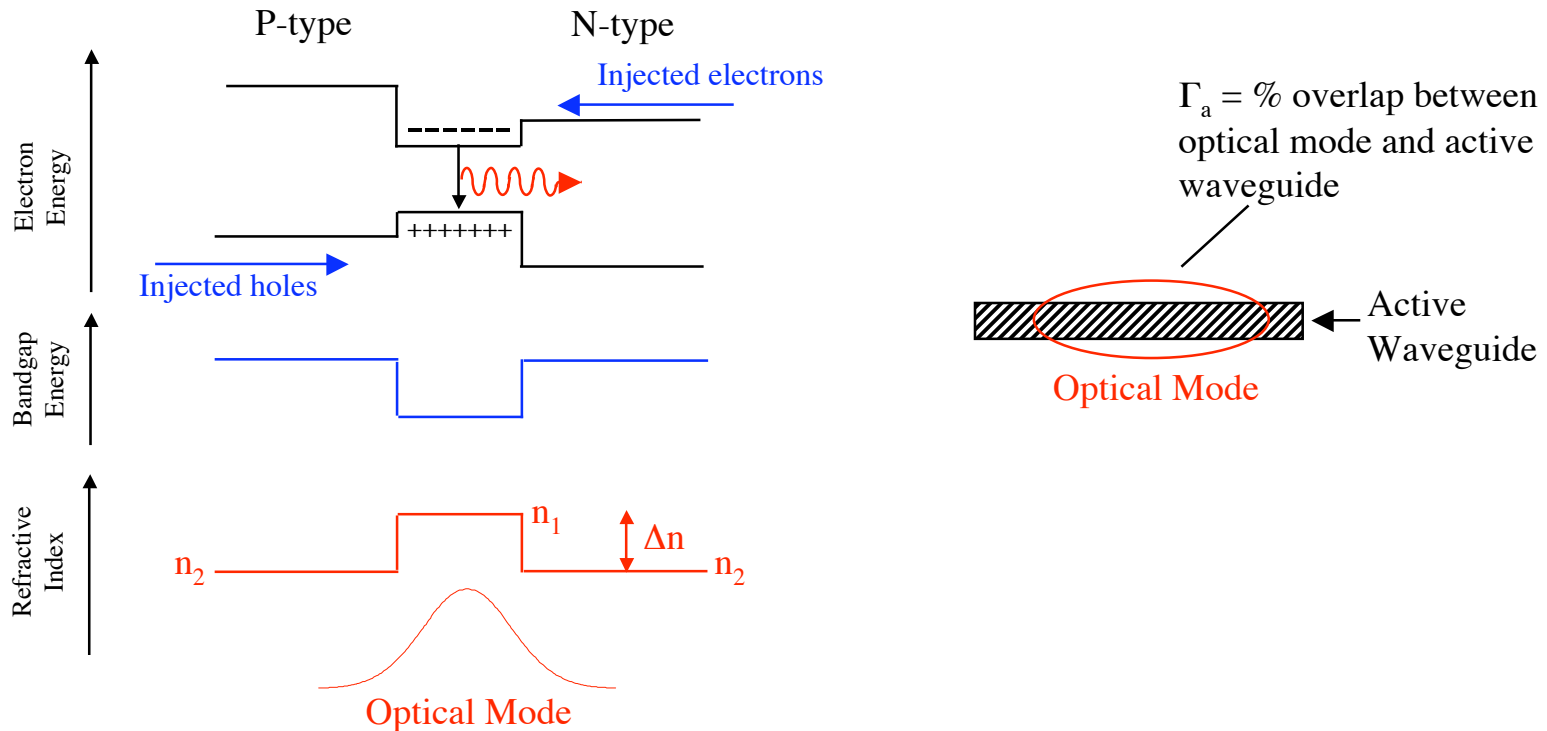 P-type
N-type
Injected electrons
Electron
Energy
- - - - - - -
+++++++
Injected holes
Bandgap
Energy
Refractive
Index
n₂
n₁
Δn
n₂
Optical Mode
Γₐ = % overlap between
optical mode and active
waveguide
Active
Waveguide
Optical Mode